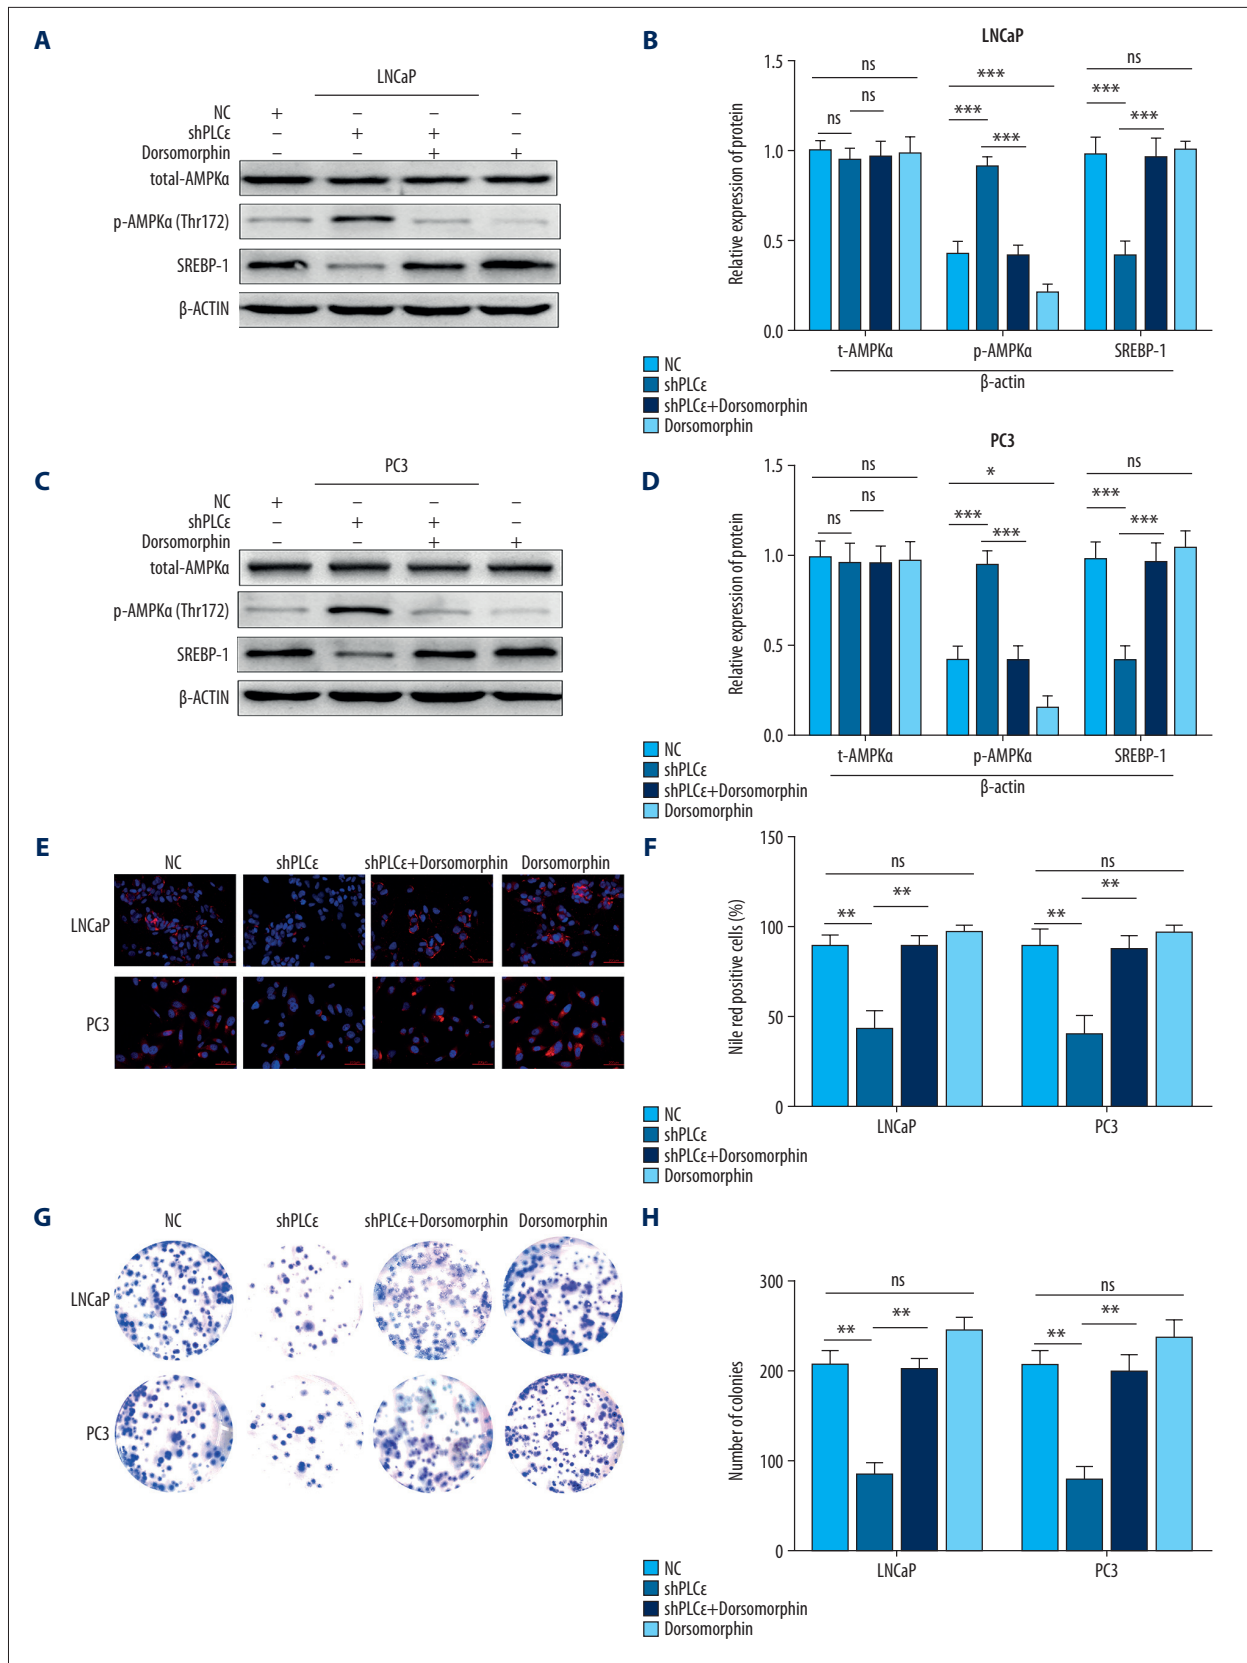 A
LNCaP
NC + − − −
shPLCε − + + −
Dorsomorphin − − + +
total-AMPKα
p-AMPKα (Thr172)
SREBP-1
β-ACTIN
B
LNCaP
Relative expression of protein
1.5
1.0
0.5
0.0
ns
ns
ns
***
***
***
ns
***
***
t-AMPKα p-AMPKα SREBP-1
β-actin
NC
shPLCε
shPLCε+Dorsomorphin
Dorsomorphin
C
PC3
NC + − − −
shPLCε − + + −
Dorsomorphin − − + +
total-AMPKα
p-AMPKα (Thr172)
SREBP-1
β-ACTIN
D
PC3
Relative expression of protein
1.5
1.0
0.5
0.0
ns
ns
ns
*
***
***
ns
***
***
t-AMPKα p-AMPKα SREBP-1
β-actin
NC
shPLCε
shPLCε+Dorsomorphin
Dorsomorphin
E
NC shPLCε shPLCε+Dorsomorphin Dorsomorphin
LNCaP
PC3
F
Nile red positive cells (%)
150
100
50
0
ns
**
**
ns
**
**
LNCaP PC3
NC
shPLCε
shPLCε+Dorsomorphin
Dorsomorphin
G
NC shPLCε shPLCε+Dorsomorphin Dorsomorphin
LNCaP
PC3
H
Number of colonies
300
200
100
0
ns
**
**
ns
**
**
LNCaP PC3
NC
shPLCε
shPLCε+Dorsomorphin
Dorsomorphin